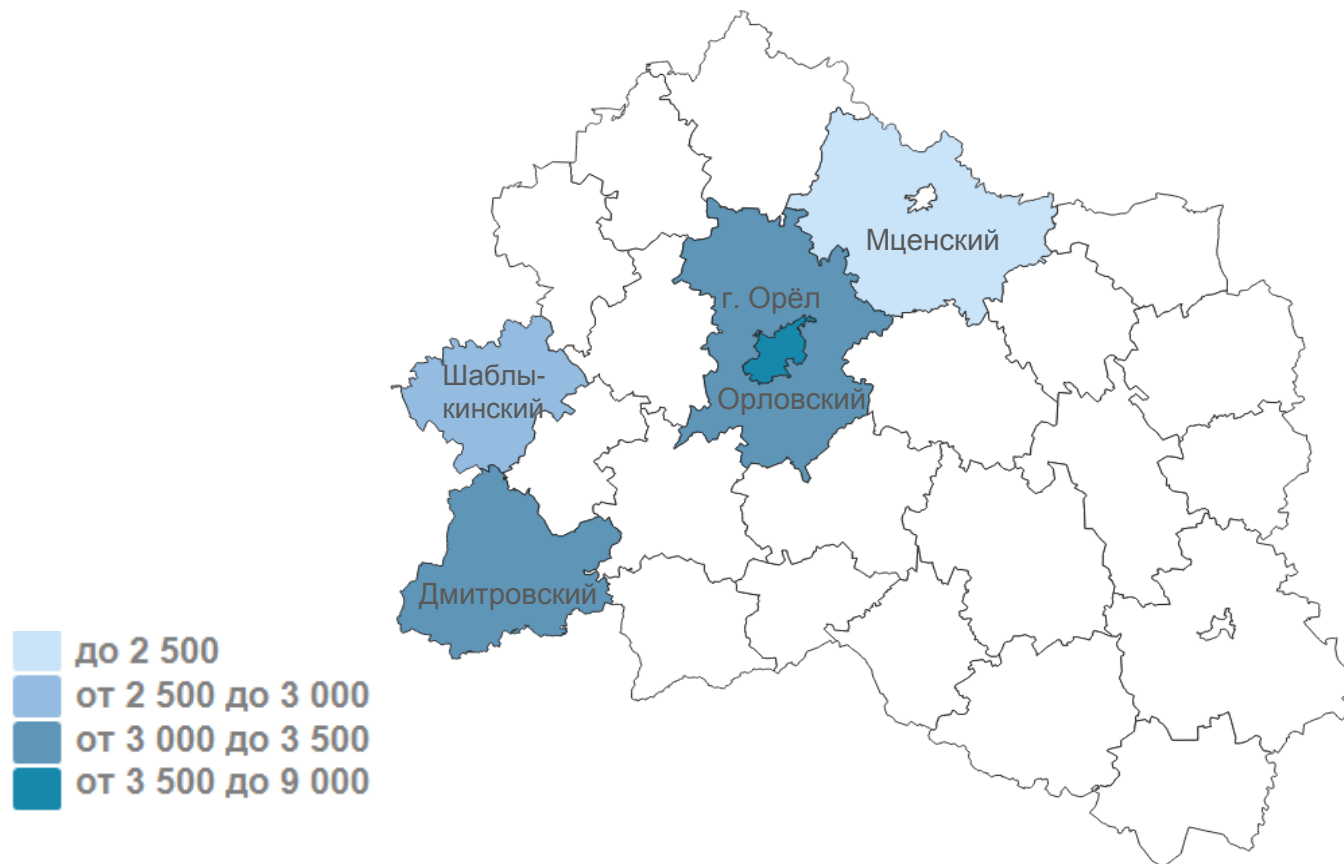 Мценский
г. Орёл
Шаблы-
кинский
Орловский
Дмитровский
до 2 500
от 2 500 до 3 000
от 3 000 до 3 500
от 3 500 до 9 000